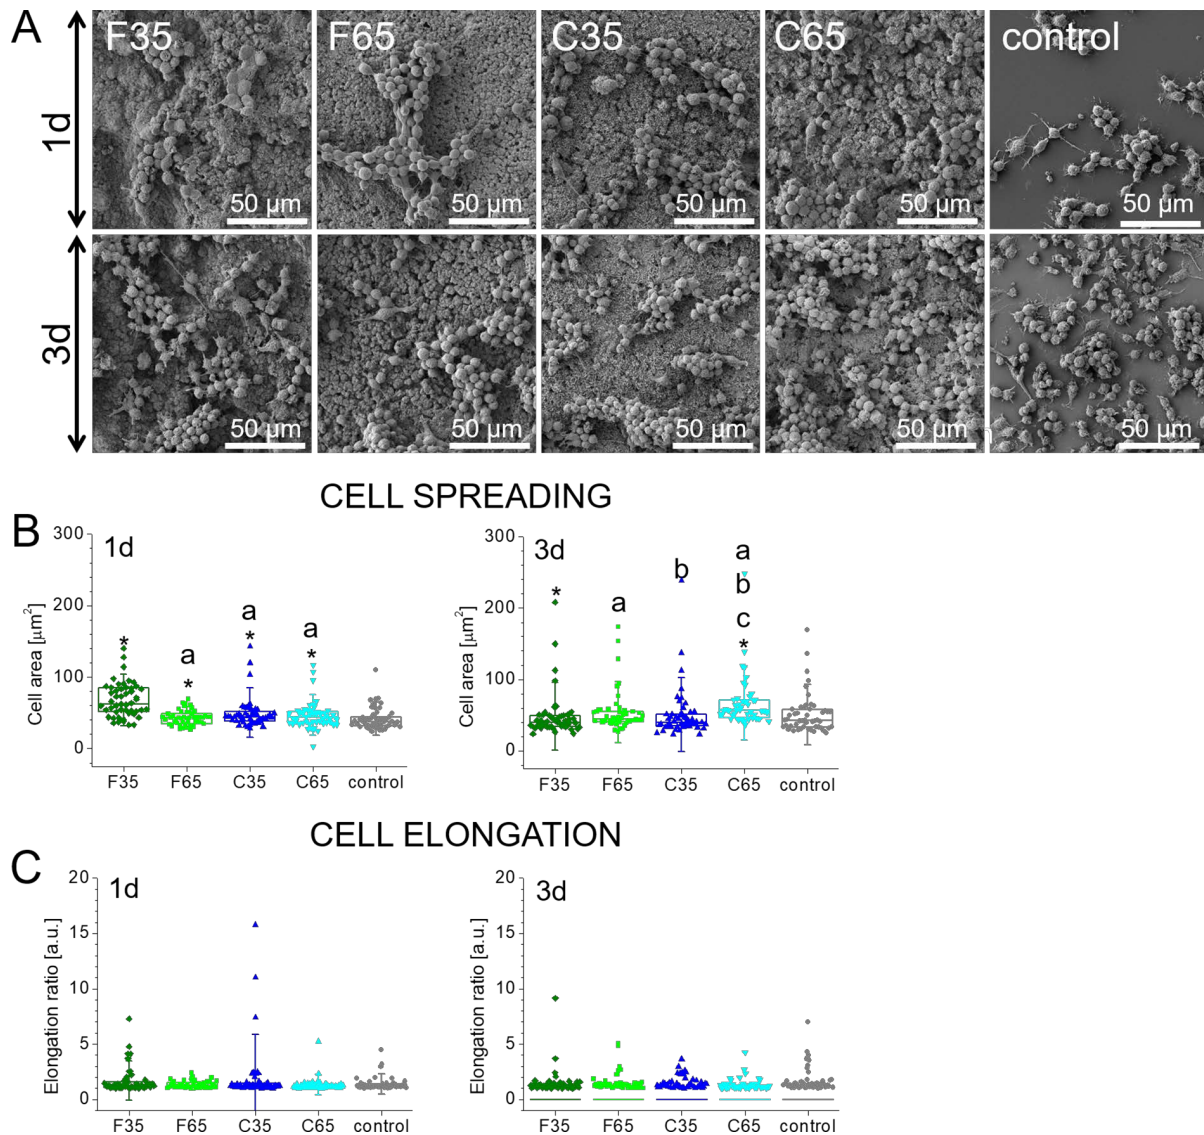 A
F35 F65 C35 C65 control
1d
50 μm 50 μm 50 μm 50 μm 50 μm
3d
50 μm 50 μm 50 μm 50 μm 50 μm
CELL SPREADING
B
1d
Cell area [μm²]
300
200
100
0
* a * a * a *
F35 F65 C35 C65 control
3d
Cell area [μm²]
300
200
100
0
* a b a b c *
F35 F65 C35 C65 control
CELL ELONGATION
C
1d
Elongation ratio [a.u.]
20
15
10
5
0
F35 F65 C35 C65 control
3d
Elongation ratio [a.u.]
20
15
10
5
0
F35 F65 C35 C65 control